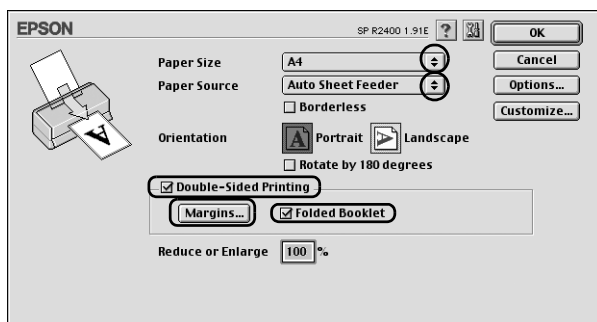 EPSON
SP R2400 1.91E
?
OK
Paper Size
A4
Cancel
Paper Source
Auto Sheet Feeder
Options...
Borderless
Customize...
Orientation
A
Portrait
A
Landscape
Rotate by 180 degrees
A
Double-Sided Printing
Margins...
Folded Booklet
Reduce or Enlarge
100 %